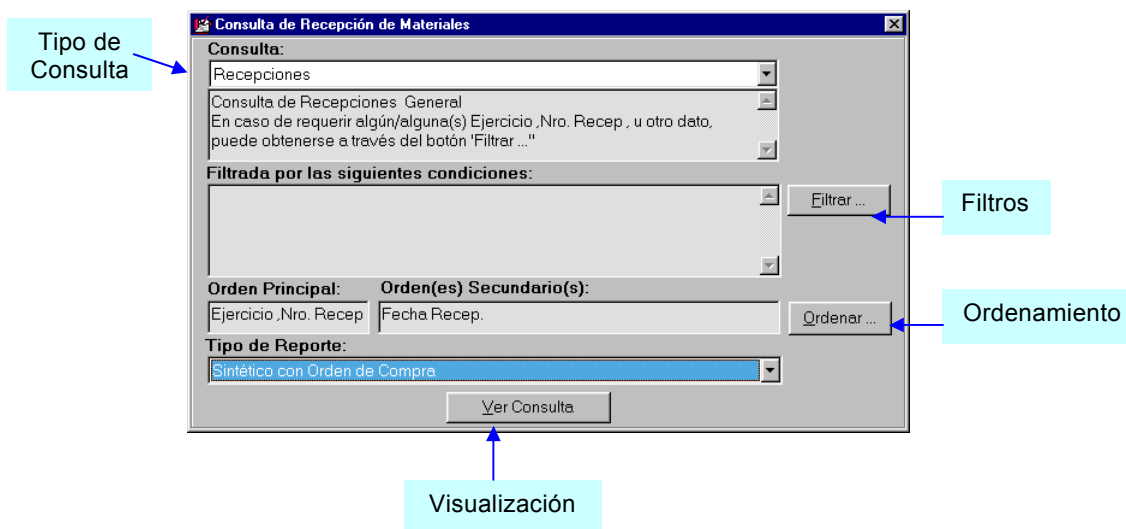 Consulta de Recepción de Materiales
Tipo de
Consulta
Consulta:
Recepciones
Consulta de Recepciones General
En caso de requerir algún/alguna(s) Ejercicio ,Nro. Recep , u otro dato,
puede obtenerse a través del botón 'Filtrar ..."
Filtrada por las siguientes condiciones:
Filtrar ...
Filtros
Orden Principal: Orden(es) Secundario(s):
Ejercicio ,Nro. Recep Fecha Recep.
Ordenar ...
Ordenamiento
Tipo de Reporte:
Sintético con Orden de Compra
Ver Consulta
Visualización